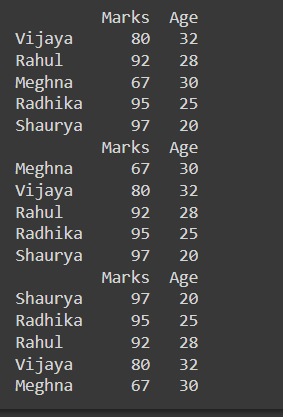 Marks Age
Vijaya 80 32
Rahul 92 28
Meghna 67 30
Radhika 95 25
Shaurya 97 20
Marks Age
Meghna 67 30
Vijaya 80 32
Rahul 92 28
Radhika 95 25
Shaurya 97 20
Marks Age
Shaurya 97 20
Radhika 95 25
Rahul 92 28
Vijaya 80 32
Meghna 67 30